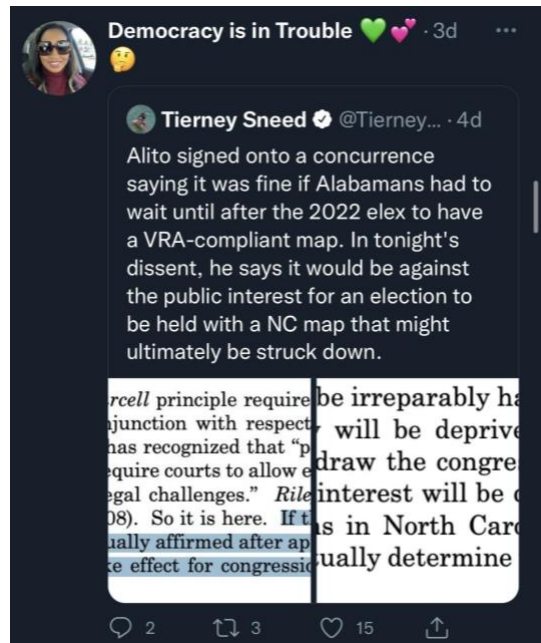 Democracy is in Trouble 💚 💕 · 3d ...
🤔
Tierney Sneed @Tierney... · 4d
Alito signed onto a concurrence
saying it was fine if Alabamans had to
wait until after the 2022 elex to have
a VRA-compliant map. In tonight's
dissent, he says it would be against
the public interest for an election to
be held with a NC map that might
ultimately be struck down.
rcell principle require
junction with respect
has recognized that “p
equire courts to allow e
egal challenges.” Rile
08). So it is here. If t
ually affirmed after ap
ke effect for congressio
be irreparably ha
will be deprive
draw the congre
interest will be
s in North Caro
ually determine
2 3 15